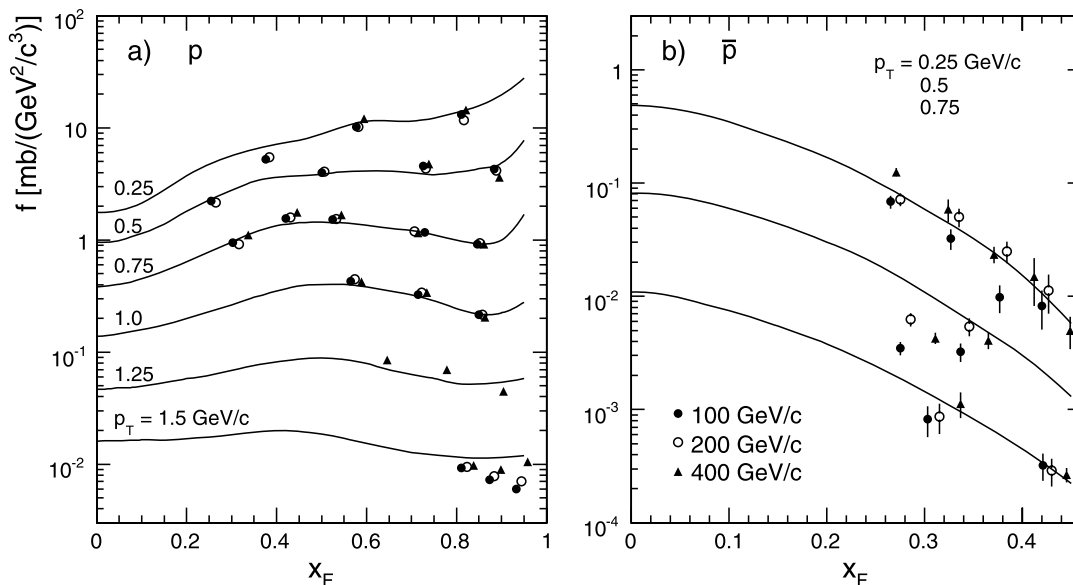 a) p
f [mb/(GeV²/c³)]
10²
10
1
10⁻¹
10⁻²
0.25
0.5
0.75
1.0
1.25
p_T = 1.5 GeV/c
0 0.2 0.4 0.6 0.8 1
x_F
b) p̅
p_T = 0.25 GeV/c
0.5
0.75
1
10⁻¹
10⁻²
10⁻³
10⁻⁴
● 100 GeV/c
○ 200 GeV/c
▲ 400 GeV/c
0 0.1 0.2 0.3 0.4
x_F